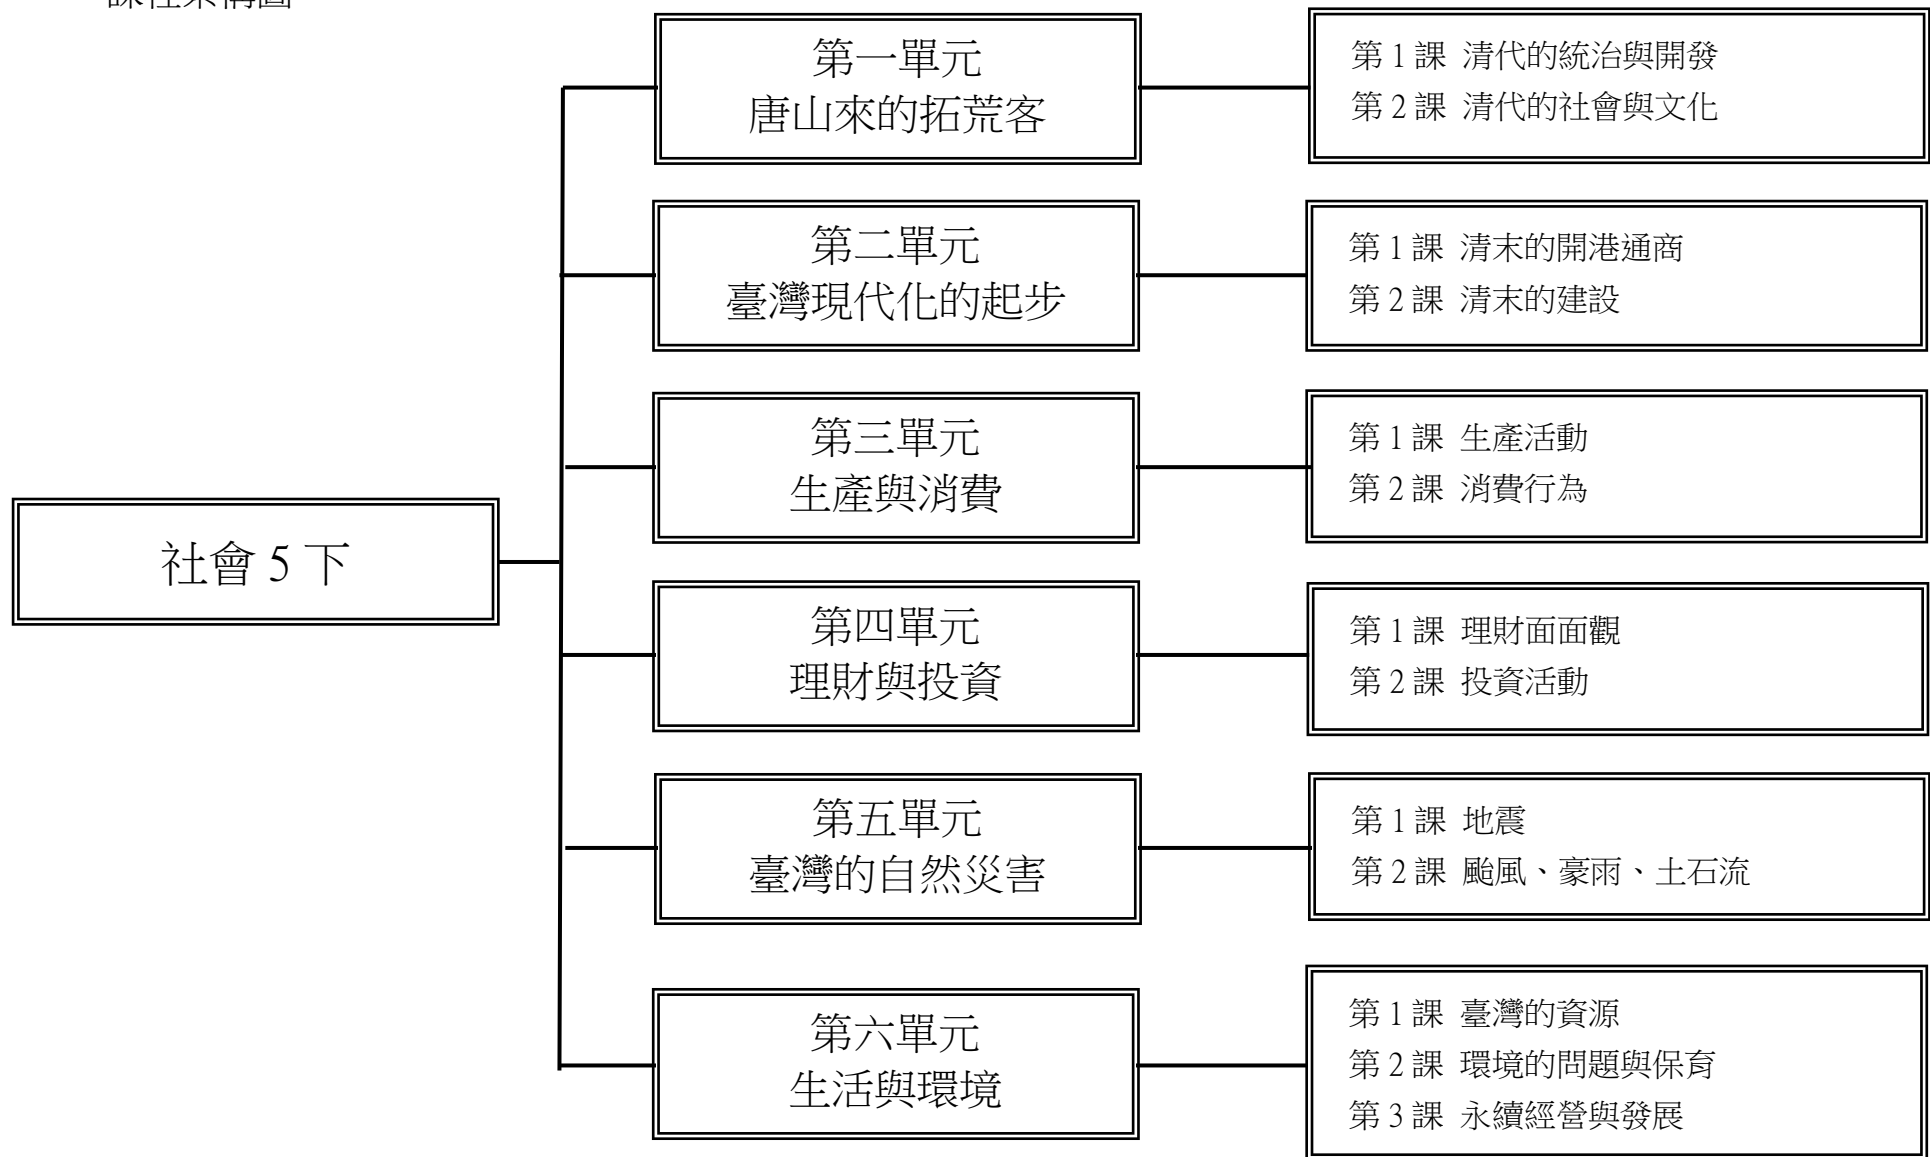 社會 5 下
第一單元
唐山來的拓荒客
第 1 課 清代的統治與開發
第 2 課 清代的社會與文化
第二單元
臺灣現代化的起步
第 1 課 清末的開港通商
第 2 課 清末的建設
第三單元
生產與消費
第 1 課 生產活動
第 2 課 消費行為
第四單元
理財與投資
第 1 課 理財面面觀
第 2 課 投資活動
第五單元
臺灣的自然災害
第 1 課 地震
第 2 課 颱風、豪雨、土石流
第六單元
生活與環境
第 1 課 臺灣的資源
第 2 課 環境的問題與保育
第 3 課 永續經營與發展